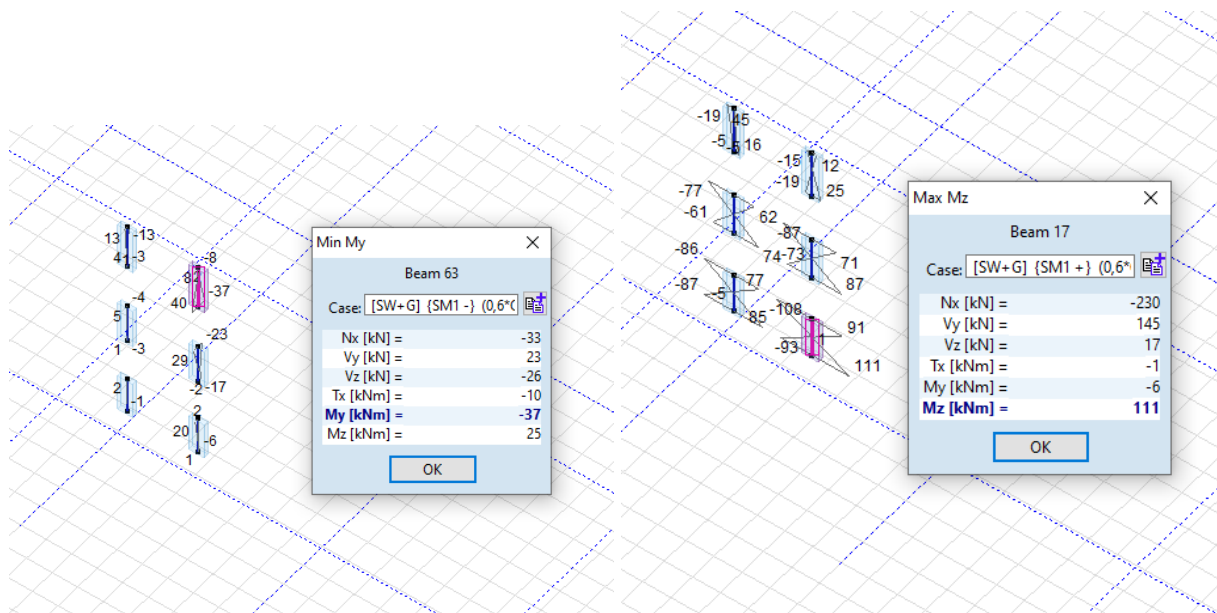 13 -13
41 -3
-8
8 2
-37
40
-4
5
1 -3
-23
29
-2 -17
2
-1
2
20 -6
1
Min My
Beam 63
Case: [SW+G] {SM1 -} (0,6*(
Nx [kN] = -33
Vy [kN] = 23
Vz [kN] = -26
Tx [kNm] = -10
My [kNm] = -37
Mz [kNm] = 25
OK
-19 45
-5 -5 16
-15 12
-19 25
-77
-61 62
-87
74 -73 71
87
-86
-87 -5 77
85
-108 91
-93
111
Max Mz
Beam 17
Case: [SW+G] {SM1 +} (0,6*(
Nx [kN] = -230
Vy [kN] = 145
Vz [kN] = 17
Tx [kNm] = -1
My [kNm] = -6
Mz [kNm] = 111
OK